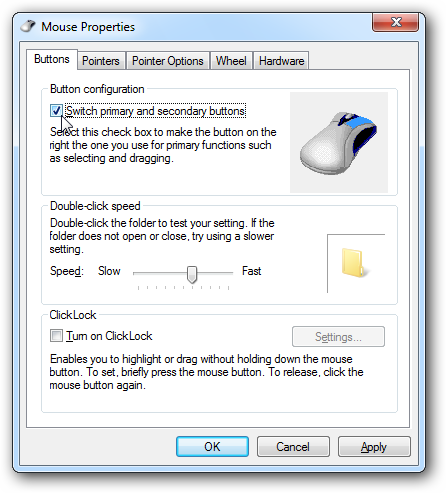 Mouse Properties
Buttons Pointers Pointer Options Wheel Hardware
Button configuration
Switch primary and secondary buttons
Select this check box to make the button on the
right the one you use for primary functions such
as selecting and dragging.
Double-click speed
Double-click the folder to test your setting. If the
folder does not open or close, try using a slower
setting.
Speed: Slow Fast
ClickLock
Turn on ClickLock
Settings...
Enables you to highlight or drag without holding down the mouse
button. To set, briefly press the mouse button. To release, click the
mouse button again.
OK Cancel Apply